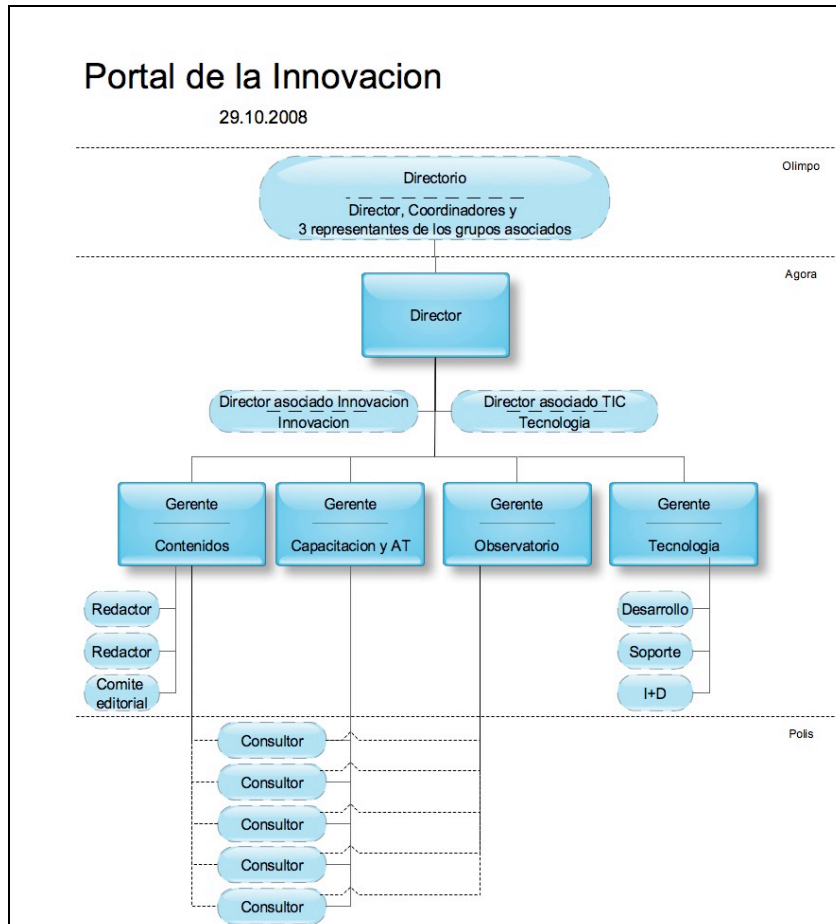 Portal de la Innovacion
29.10.2008
Olimpo
Directorio
Director, Coordinadores y
3 representantes de los grupos asociados
Agora
Director
Director asociado Innovacion
Innovacion
Director asociado TIC
Tecnologia
Gerente
Contenidos
Gerente
Capacitacion y AT
Gerente
Observatorio
Gerente
Tecnologia
Redactor
Redactor
Comite
editorial
Desarrollo
Soporte
I+D
Polis
Consultor
Consultor
Consultor
Consultor
Consultor